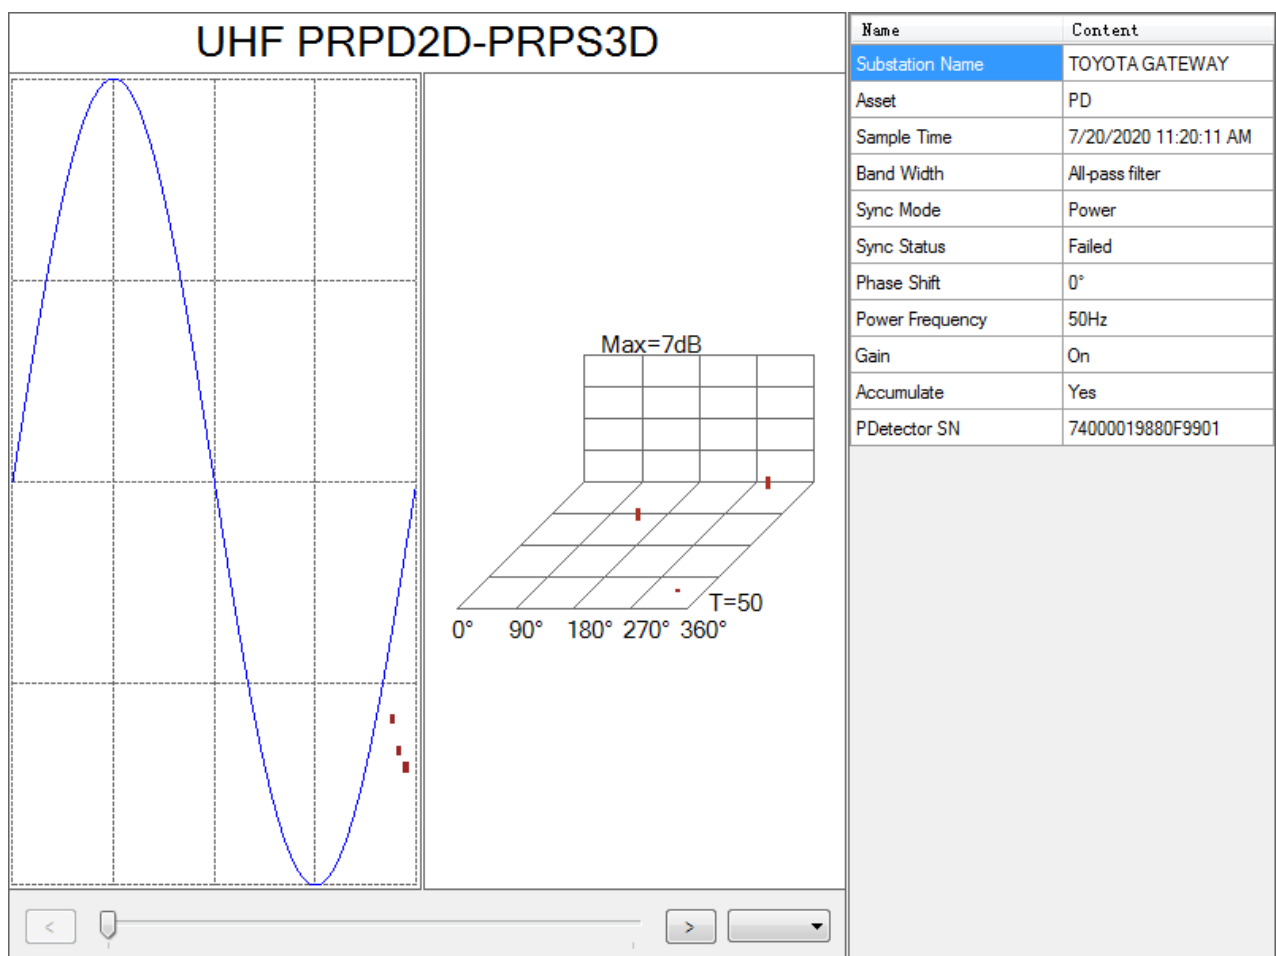 UHF PRPD2D-PRPS3D
Max=7dB
T=50
0° 90° 180° 270° 360°
< >
Name Content
Substation Name TOYOTA GATEWAY
Asset PD
Sample Time 7/20/2020 11:20:11 AM
Band Width All-pass filter
Sync Mode Power
Sync Status Failed
Phase Shift 0°
Power Frequency 50Hz
Gain On
Accumulate Yes
PDetector SN 74000019880F9901